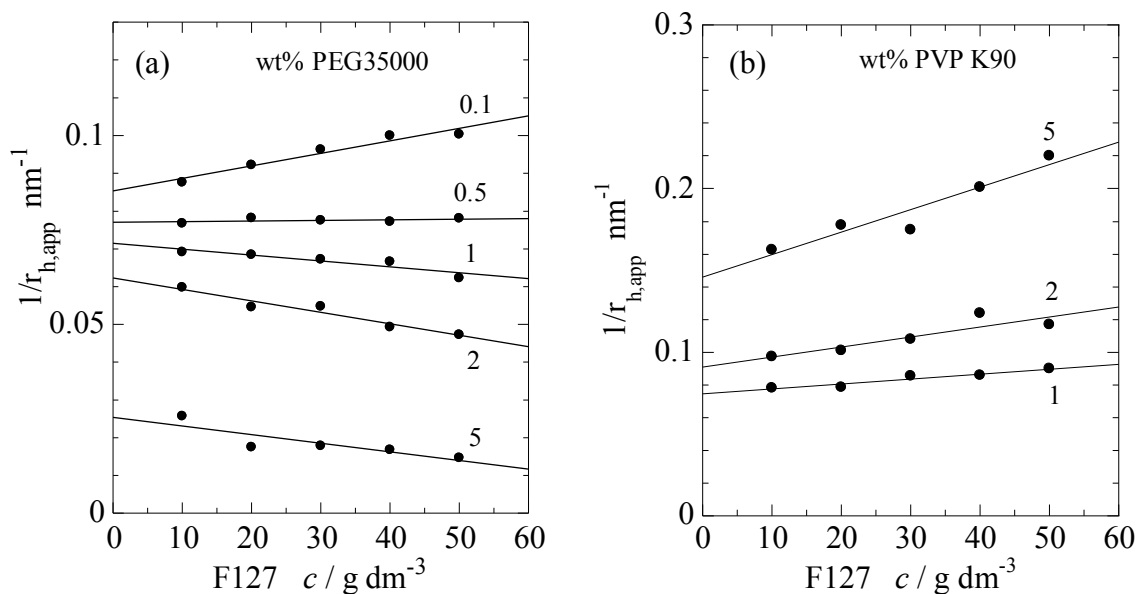 (a)
wt% PEG35000
0.1
0.5
1
2
5
0.1
0.05
0
1/r_{h,app} nm^{-1}
0 10 20 30 40 50 60
F127 c / g dm^{-3}
(b)
wt% PVP K90
5
2
1
0.3
0.2
0.1
0
1/r_{h,app} nm^{-1}
0 10 20 30 40 50 60
F127 c / g dm^{-3}